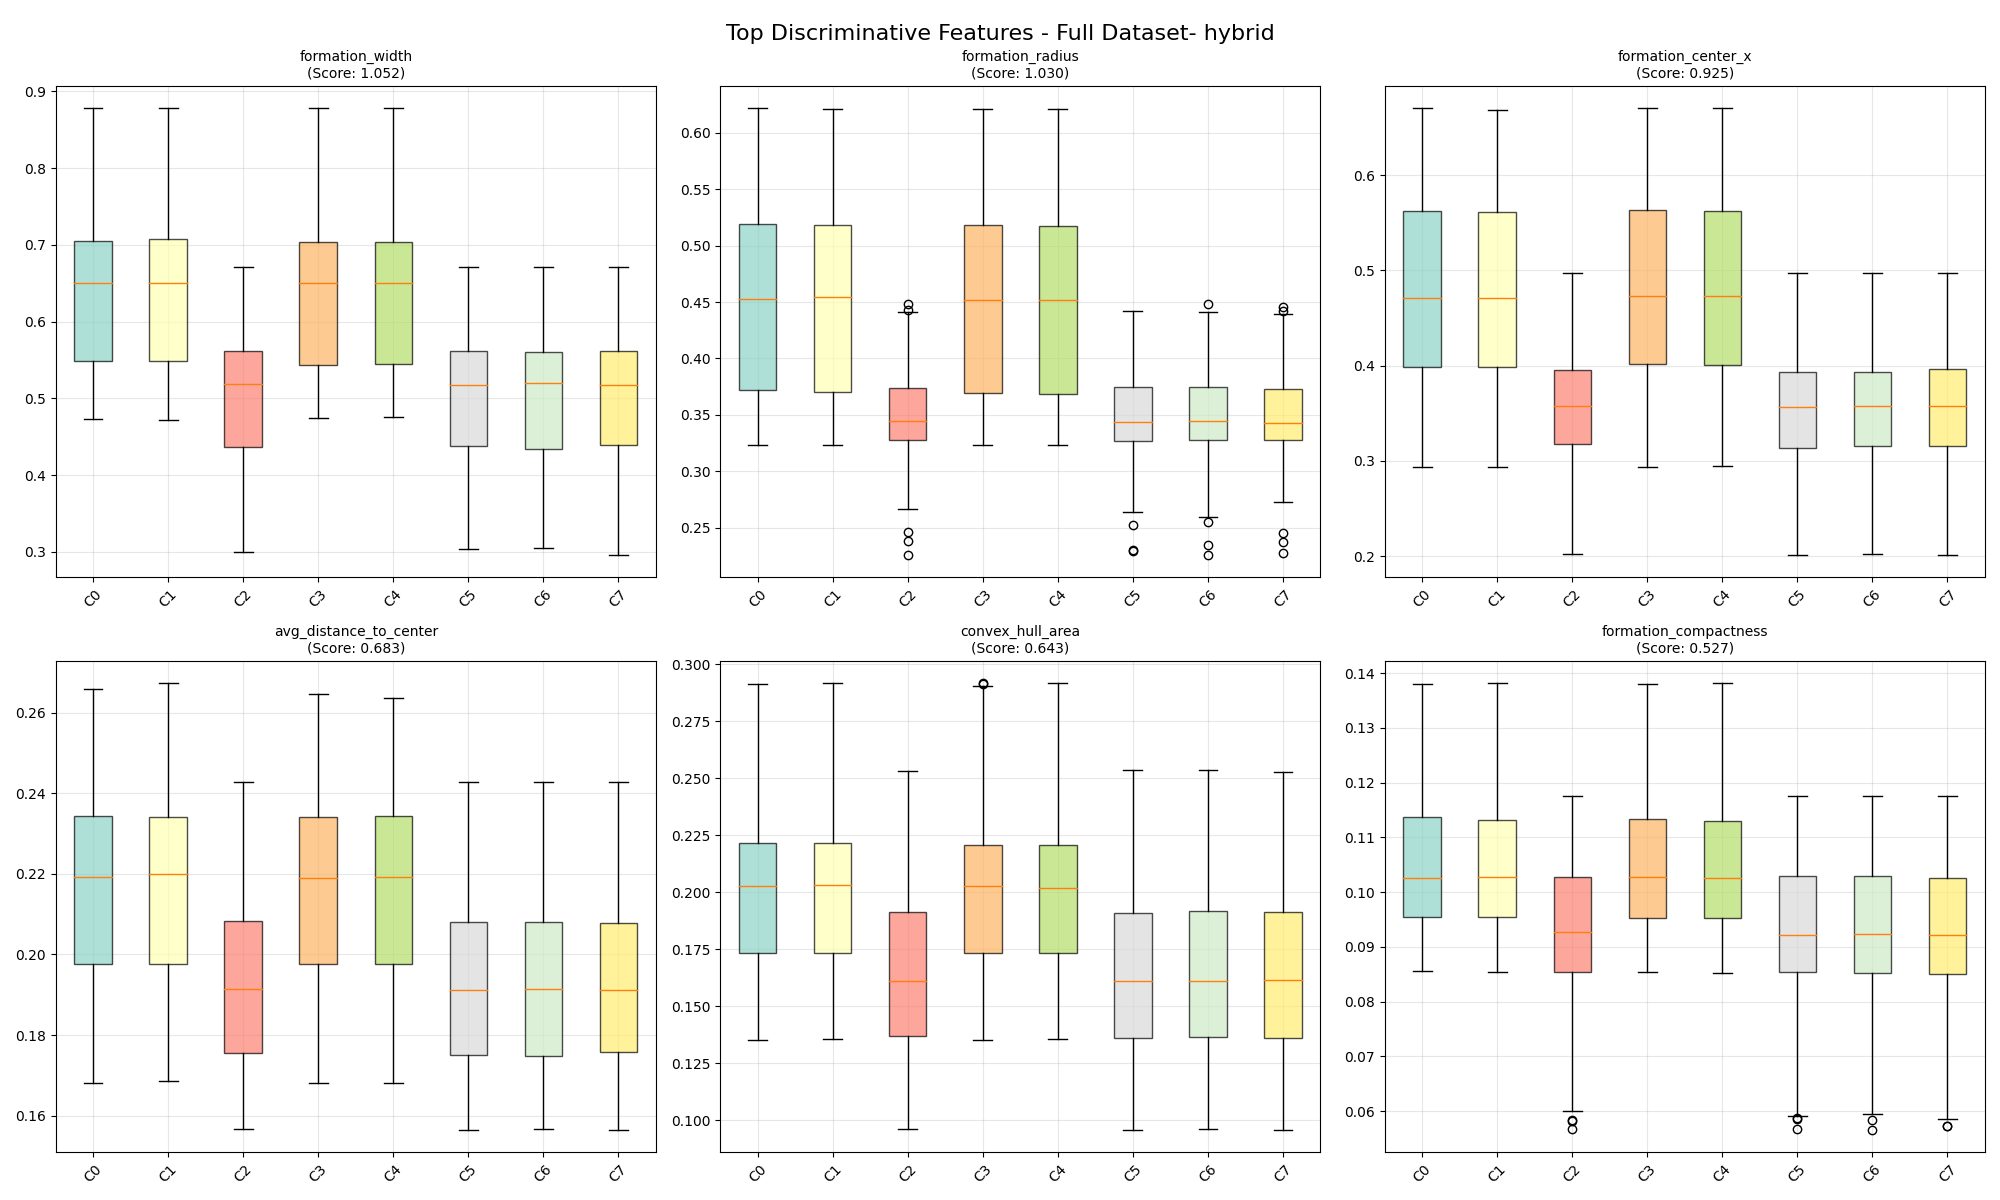 Top Discriminative Features - Full Dataset- hybrid
formation_width
(Score: 1.052)
0.9
0.8
0.7
0.6
0.5
0.4
0.3
C0 C1 C2 C3 C4 C5 C6 C7
formation_radius
(Score: 1.030)
0.60
0.55
0.50
0.45
0.40
0.35
0.30
0.25
C0 C1 C2 C3 C4 C5 C6 C7
formation_center_x
(Score: 0.925)
0.6
0.5
0.4
0.3
0.2
C0 C1 C2 C3 C4 C5 C6 C7
avg_distance_to_center
(Score: 0.683)
0.26
0.24
0.22
0.20
0.18
0.16
C0 C1 C2 C3 C4 C5 C6 C7
convex_hull_area
(Score: 0.643)
0.300
0.275
0.250
0.225
0.200
0.175
0.150
0.125
0.100
C0 C1 C2 C3 C4 C5 C6 C7
formation_compactness
(Score: 0.527)
0.14
0.13
0.12
0.11
0.10
0.09
0.08
0.07
0.06
C0 C1 C2 C3 C4 C5 C6 C7